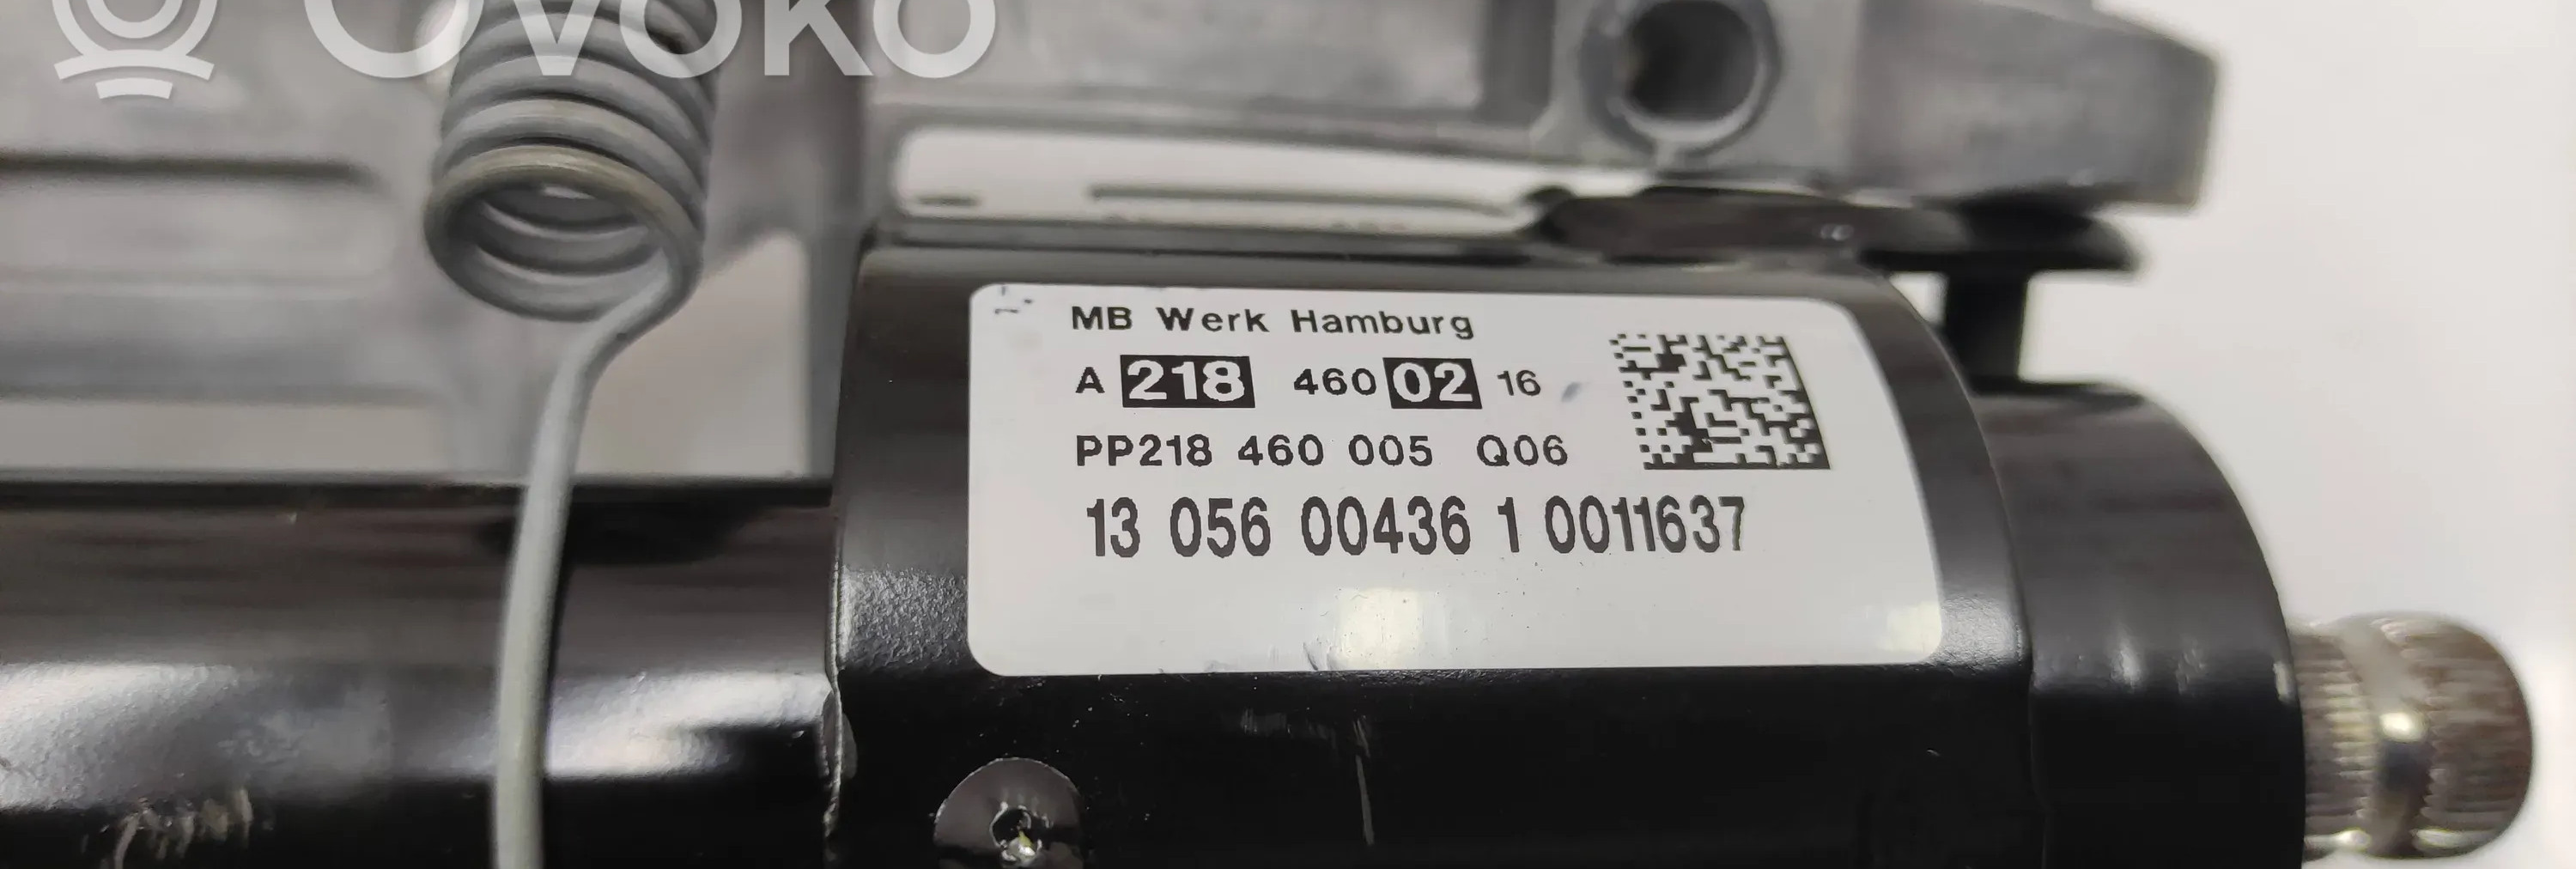 OVOKO
MB Werk Hamburg
A 218 460 02 16
PP218 460 005 Q06
13 056 00436 1 0011637